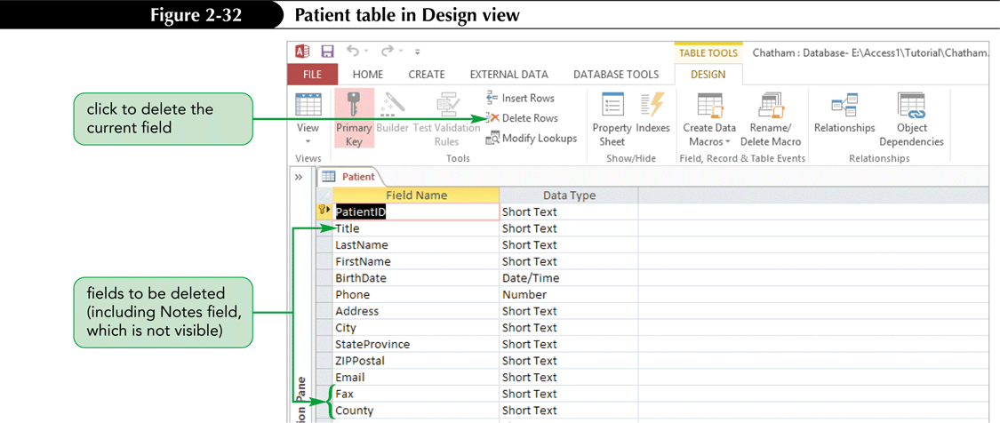 Figure 2-32 Patient table in Design view
TABLE TOOLS Chatham : Database- E:\Access1\Tutorial\Chatham.
FILE HOME CREATE EXTERNAL DATA DATABASE TOOLS DESIGN
click to delete the
current field
View
Primary
Key
Builder
Test Validation
Rules
Insert Rows
Delete Rows
Modify Lookups
Property
Sheet
Indexes
Create Data
Macros
Rename/
Delete Macro
Relationships
Object
Dependencies
Views Tools Show/Hide Field, Record & Table Events Relationships
» Patient
Field Name Data Type
PatientID Short Text
Title Short Text
LastName Short Text
FirstName Short Text
BirthDate Date/Time
Phone Number
Address Short Text
City Short Text
StateProvince Short Text
ZIPPostal Short Text
Email Short Text
Fax Short Text
County Short Text
fields to be deleted
(including Notes field,
which is not visible)
ion Pane